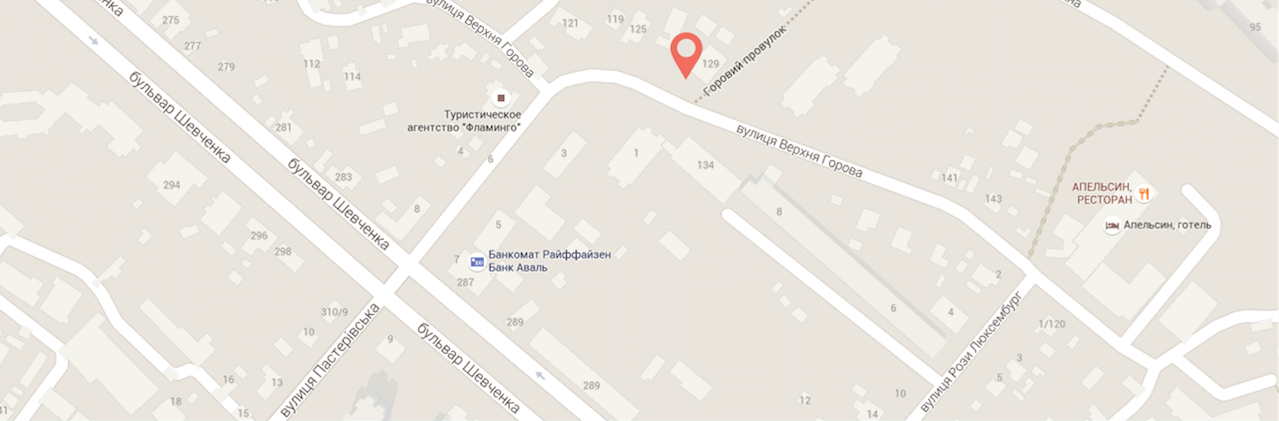 нка
275
277
279
бульвар Шевченка
вулиця Верхня Горова
121
119
125
129
Горовий провулок
на
95
112
114
Туристическое
агентство "Фламинго"
281
283
бульвар Шевченка
294
296
298
4
6
8
3
1
134
вулиця Верхня Горова
141
143
АПЕЛЬСИН,
РЕСТОРАН
Апельсин, готель
8
6
5
7
Банкомат Райффайзен
Банк Аваль
287
289
289
310/9
10
9
вулиця Пастерівська
бульвар Шевченка
16
13
18
15
41
2
4
1/120
3
5
вулиця Рози Люксембург
10
12
14